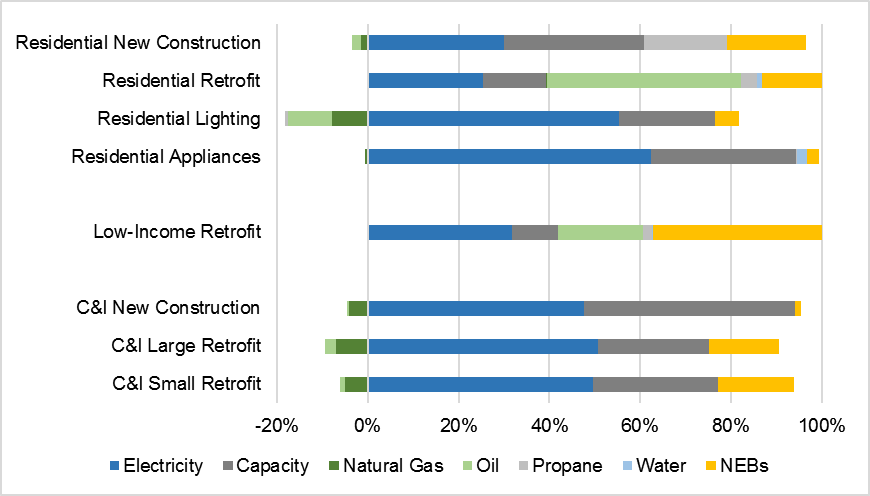 Residential New Construction
Residential Retrofit
Residential Lighting
Residential Appliances
Low-Income Retrofit
C&I New Construction
C&I Large Retrofit
C&I Small Retrofit
-20% 0% 20% 40% 60% 80% 100%
Electricity Capacity Natural Gas Oil Propane Water NEBs